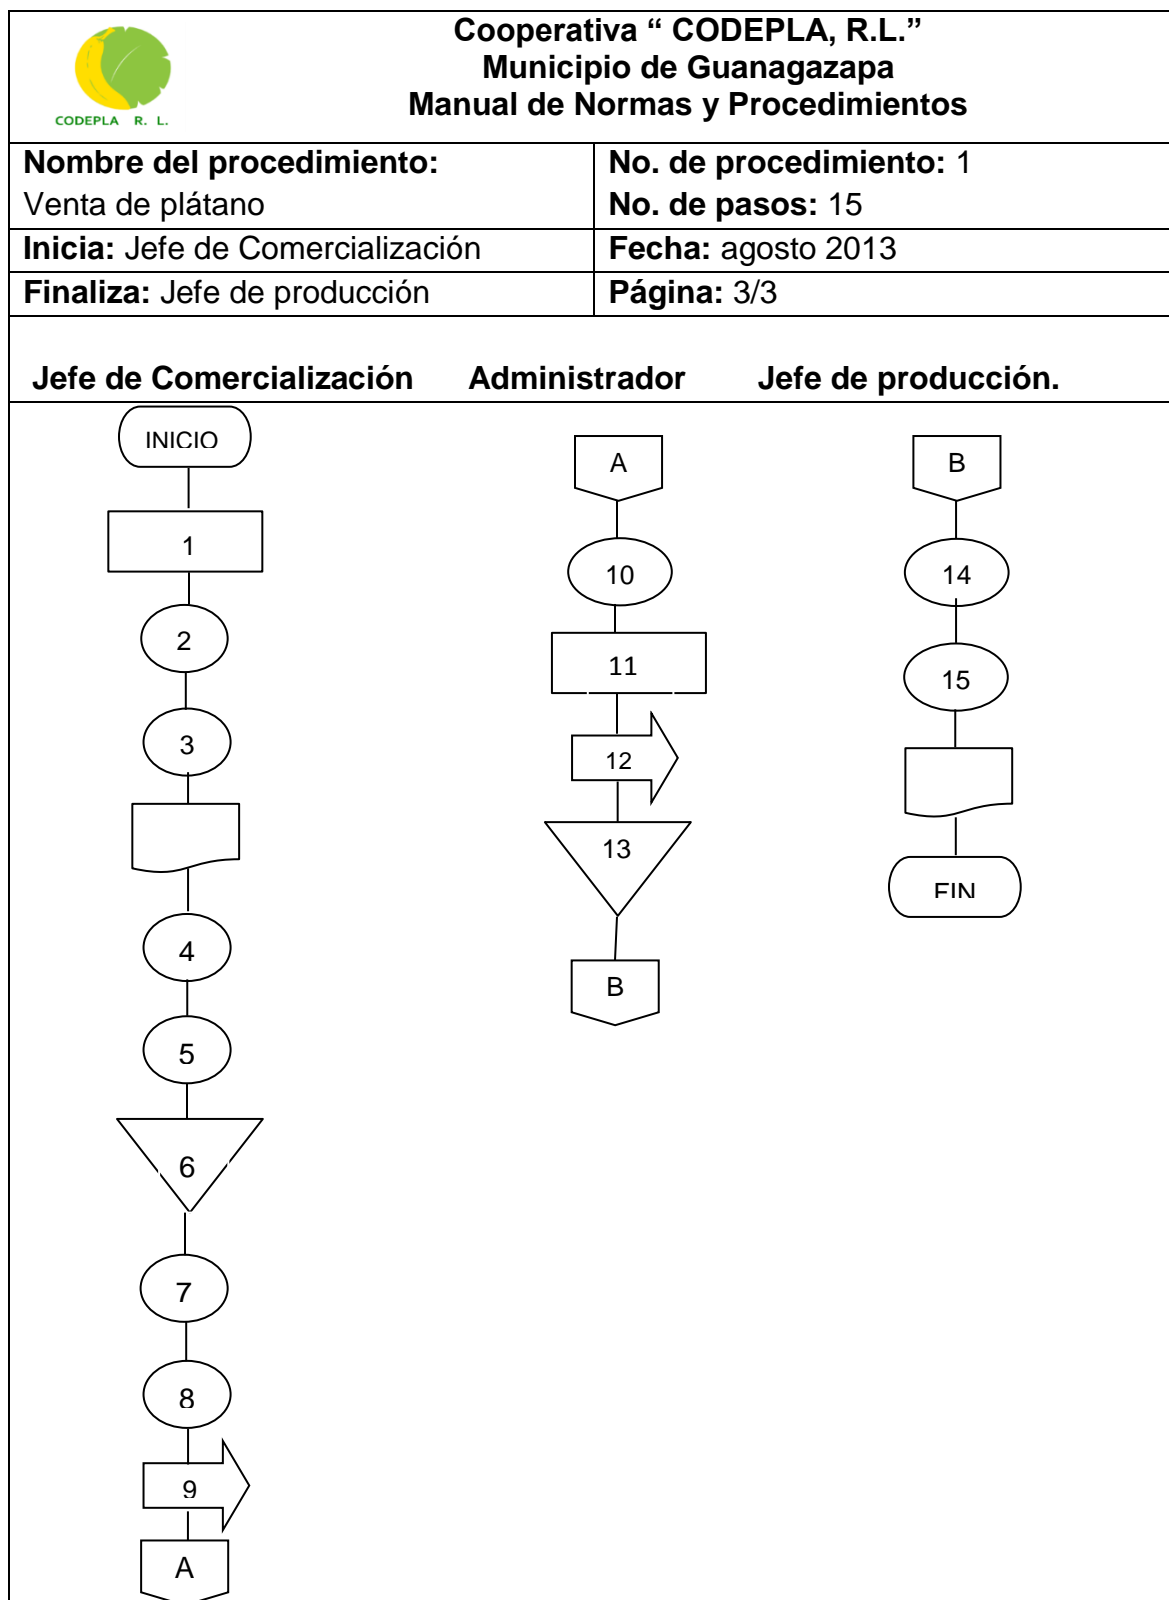 Cooperativa “ CODEPLA, R.L.”
Municipio de Guanagazapa
Manual de Normas y Procedimientos
CODEPLA R. L.
Nombre del procedimiento:
Venta de plátano
No. de procedimiento: 1
No. de pasos: 15
Inicia: Jefe de Comercialización
Fecha: agosto 2013
Finaliza: Jefe de producción
Página: 3/3
Jefe de Comercialización Administrador Jefe de producción.
INICIO
1
2
3
4
5
6
7
8
9
A
A
10
11
12
13
B
B
14
15
FIN